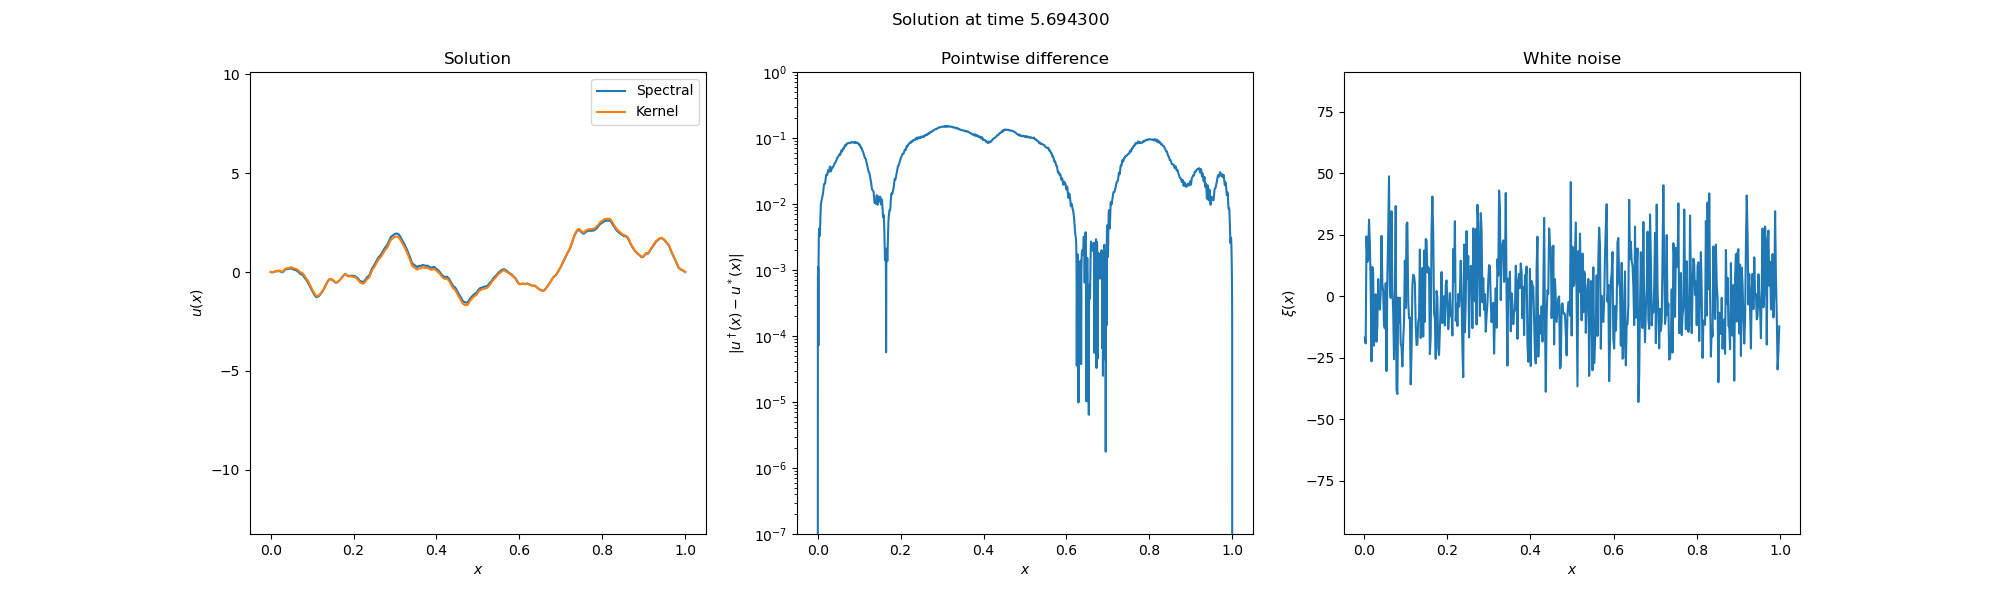 Solution at time 5.694300
Solution
10
5
0
−5
−10
u(x)
0.0 0.2 0.4 0.6 0.8 1.0
x
Spectral
Kernel
Pointwise difference
10⁰
10⁻¹
10⁻²
10⁻³
10⁻⁴
10⁻⁵
10⁻⁶
10⁻⁷
|u†(x) − u*(x)|
0.0 0.2 0.4 0.6 0.8 1.0
x
White noise
75
50
25
0
−25
−50
−75
ξ(x)
0.0 0.2 0.4 0.6 0.8 1.0
x